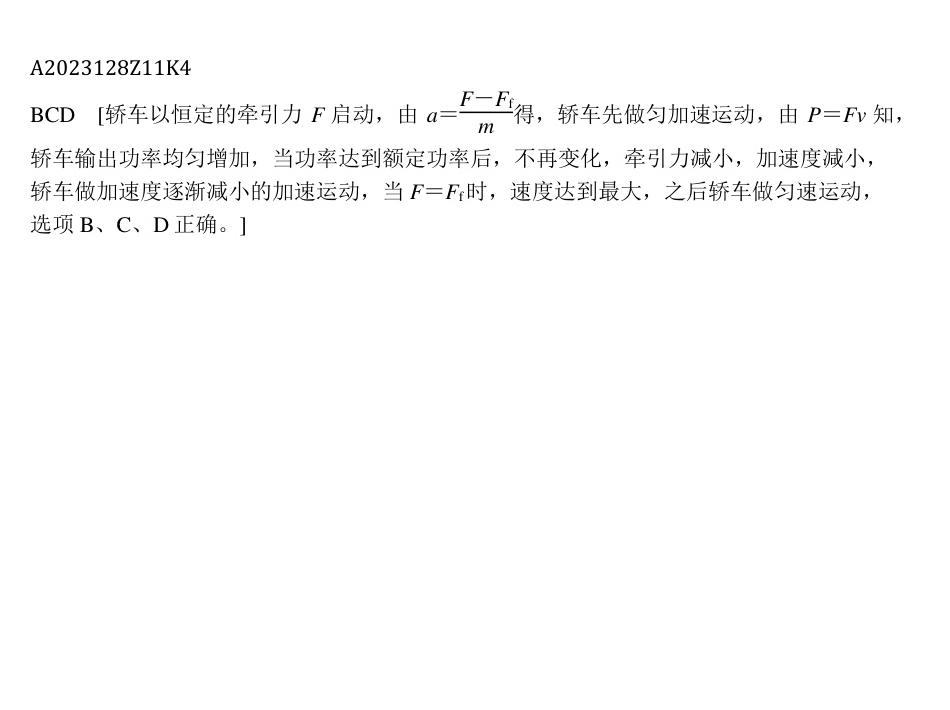 A2023128Z11K4
BCD [轿车以恒定的牵引力 F 启动，由 a＝\frac{F－F_f}{m}得，轿车先做匀加速运动，由 P＝Fv 知，
轿车输出功率均匀增加，当功率达到额定功率后，不再变化，牵引力减小，加速度减小，
轿车做加速度逐渐减小的加速运动，当 F＝F_f时，速度达到最大，之后轿车做匀速运动，
选项 B、C、D 正确。]